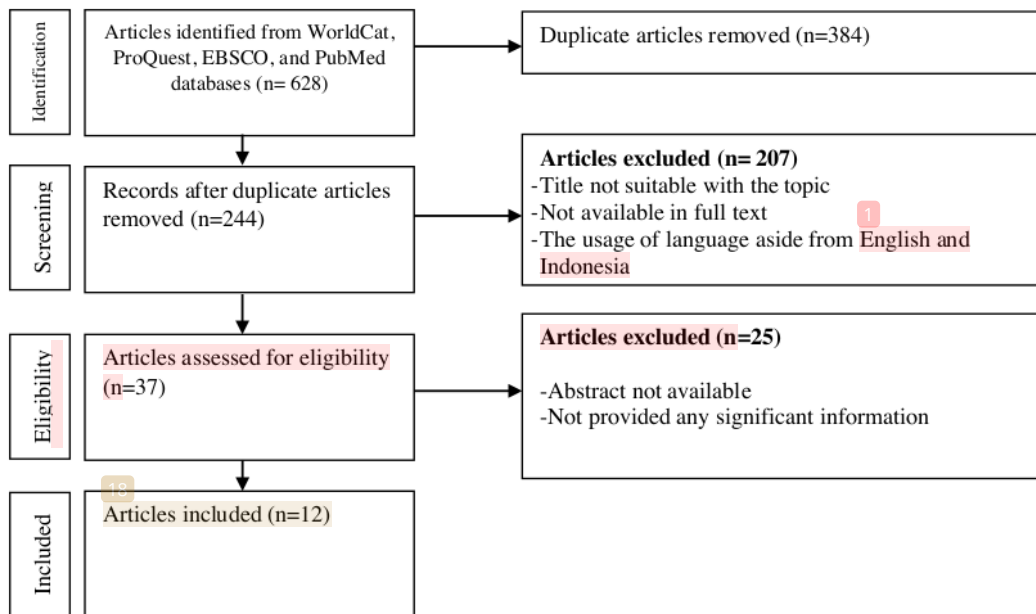 Identification
Articles identified from WorldCat,
ProQuest, EBSCO, and PubMed
databases (n= 628)
Duplicate articles removed (n=384)
Screening
Records after duplicate articles
removed (n=244)
Articles excluded (n= 207)
-Title not suitable with the topic
-Not available in full text
1
-The usage of language aside from English and
Indonesia
Eligibility
Articles assessed for eligibility
(n=37)
Articles excluded (n=25)
-Abstract not available
-Not provided any significant information
Included
18
Articles included (n=12)